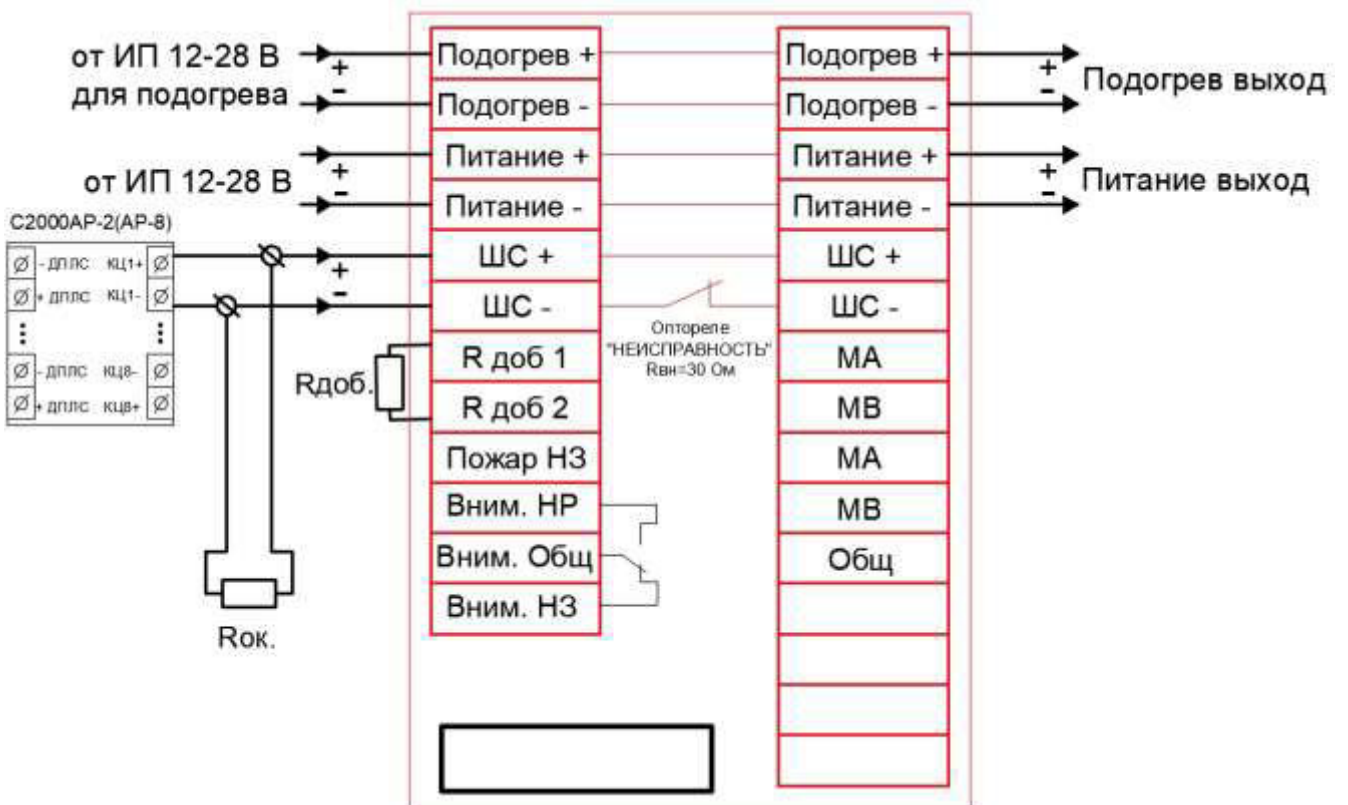 от ИП 12-28 В
для подогрева
+
-
от ИП 12-28 В
+
-
С2000АР-2(АР-8)
- ДПЛС КЦ1+
+ ДПЛС КЦ1-
- ДПЛС КЦ8-
+ ДПЛС КЦ8+
+
-
Rдоб.
Rок.
Подогрев +
Подогрев -
Питание +
Питание -
ШС +
ШС -
R доб 1
R доб 2
Пожар НЗ
Вним. НР
Вним. Общ
Вним. НЗ
Оптореле
"НЕИСПРАВНОСТЬ"
Rвн=30 Ом
Подогрев +
Подогрев -
Питание +
Питание -
ШС +
ШС -
МА
МВ
МА
МВ
Общ
+
-
Подогрев выход
+
-
Питание выход